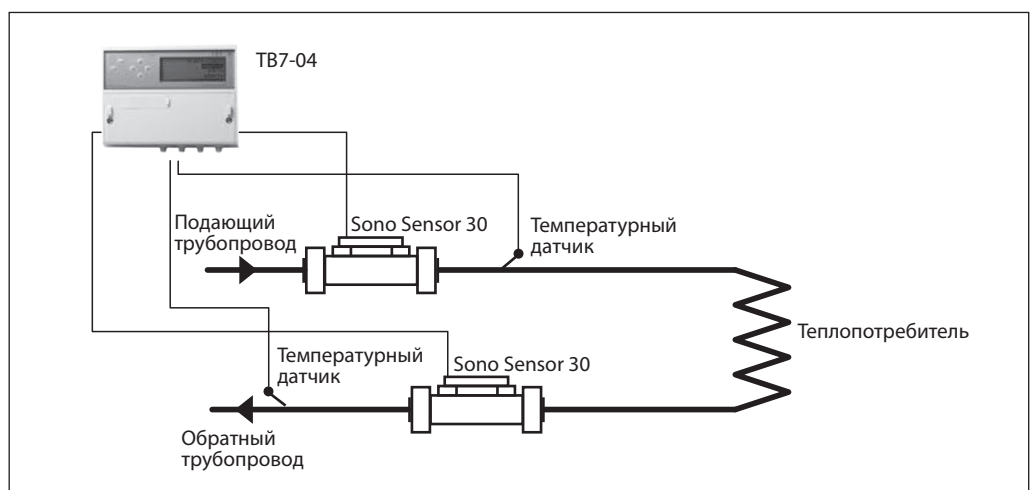 ТВ7-04
Подающий
трубопровод
Sono Sensor 30
Температурный
датчик
Теплопотребитель
Температурный
датчик
Sono Sensor 30
Обратный
трубопровод